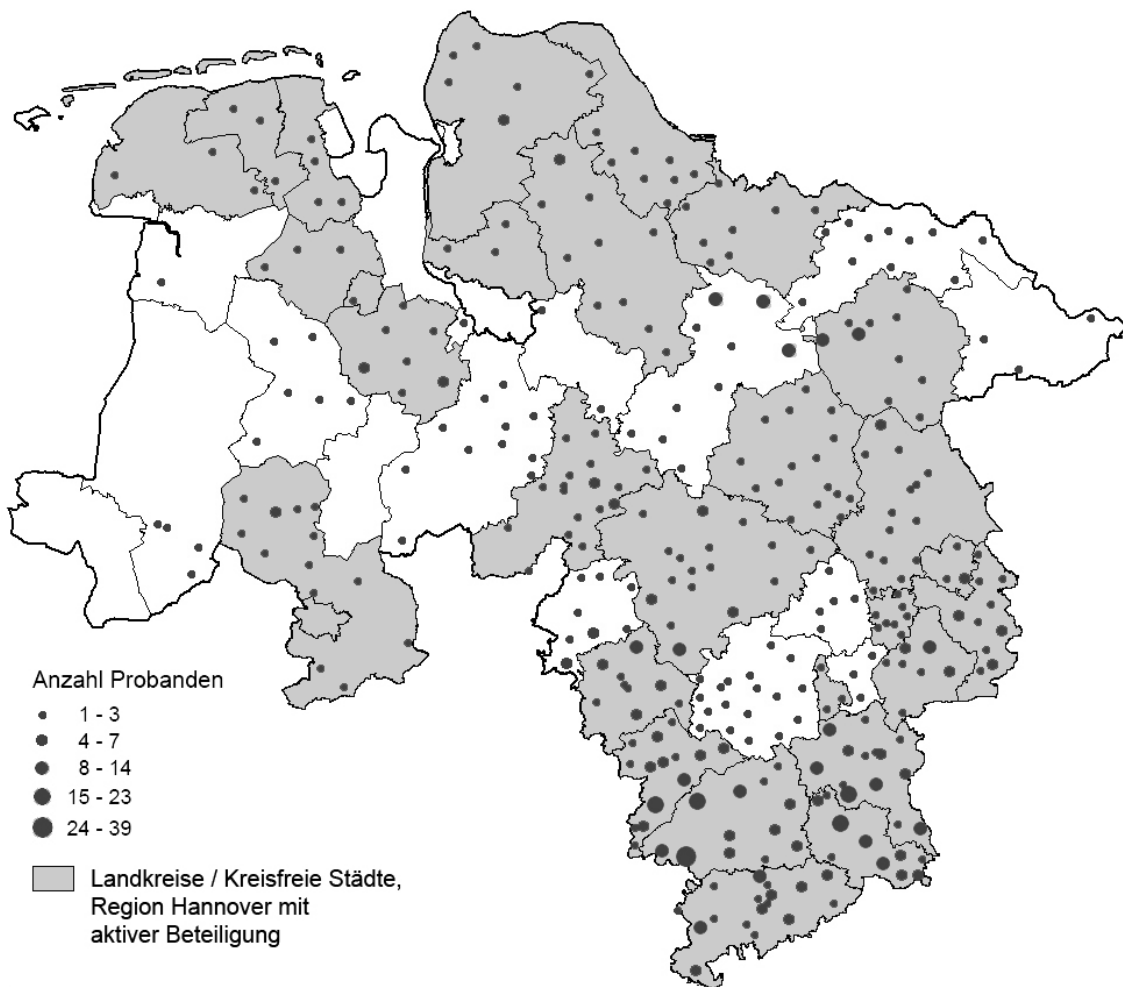 Anzahl Probanden
1 - 3
4 - 7
8 - 14
15 - 23
24 - 39
Landkreise / Kreisfreie Städte,
Region Hannover mit
aktiver Beteiligung